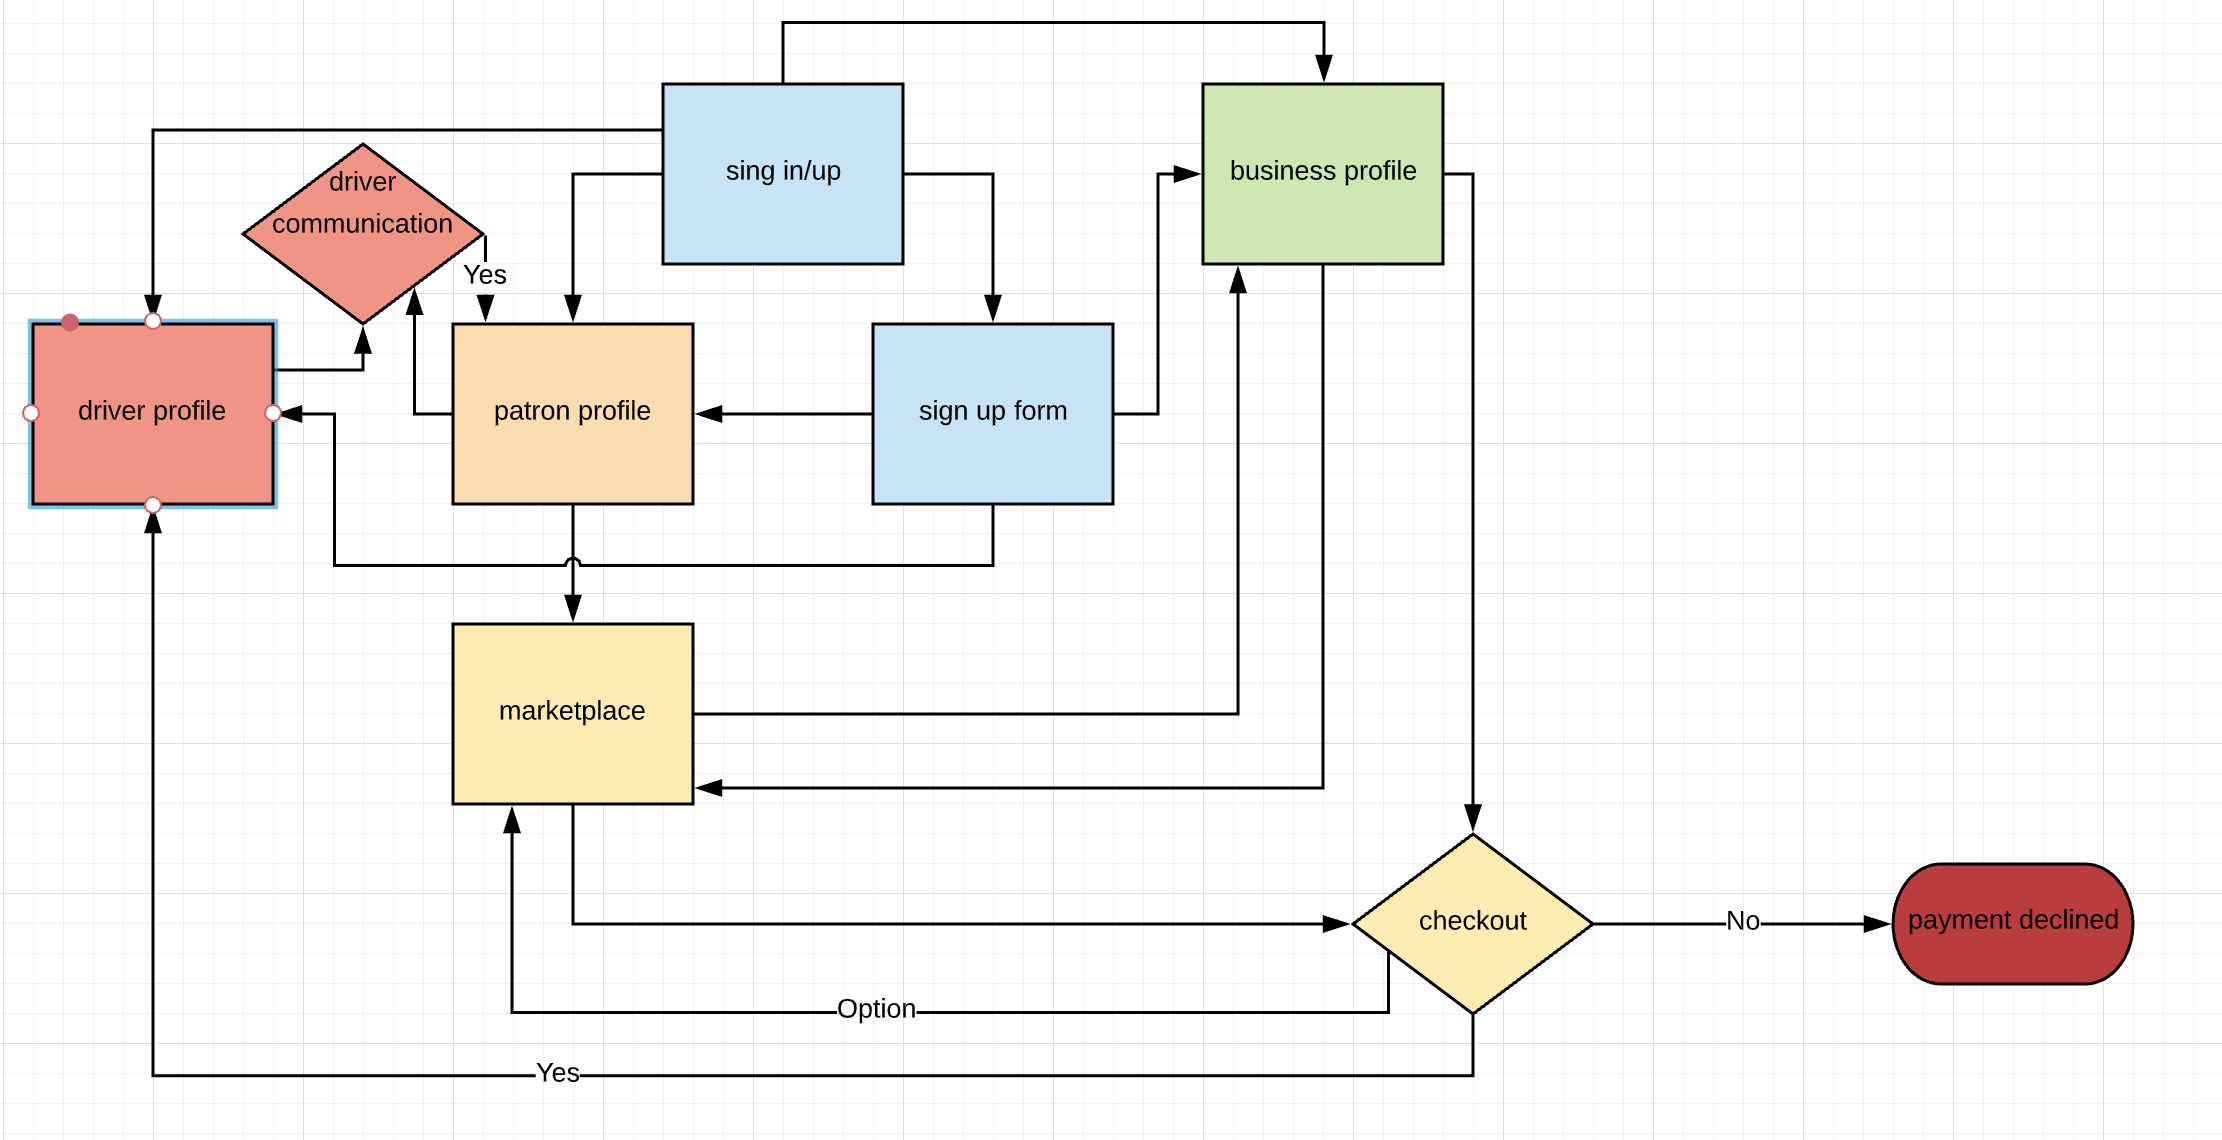 sing in/up
business profile
driver
communication
Yes
driver profile
patron profile
sign up form
marketplace
checkout
No
payment declined
Option
Yes